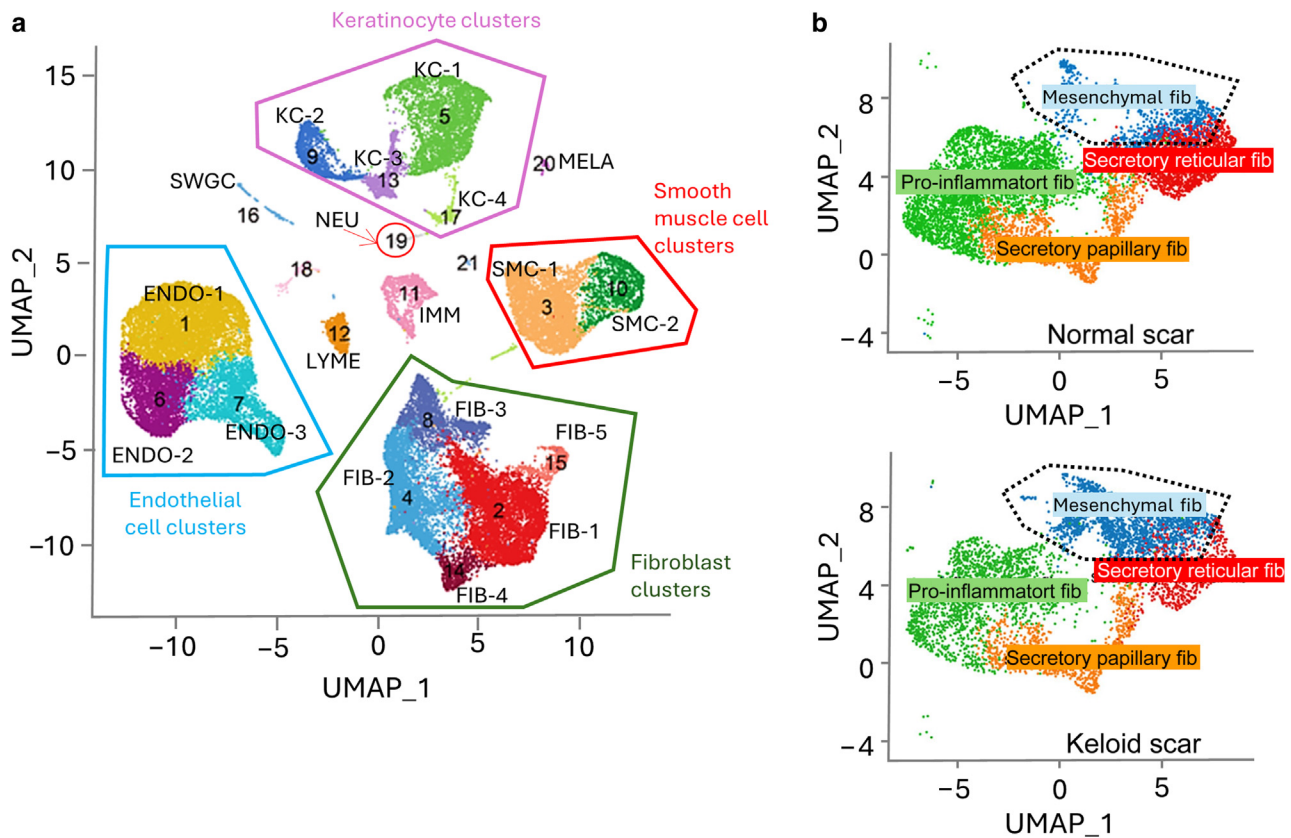 a
Keratinocyte clusters
15
10
5
0
−5
−10
UMAP_2
−10
−5
0
5
10
UMAP_1
KC-1
5
KC-2
9
KC-3
13
KC-4
17
20 MELA
SWGC
16
NEU
19
18
21
Smooth
muscle cell
clusters
SMC-1
3
10
SMC-2
11
IMM
12
LYME
ENDO-1
1
6
7
ENDO-3
ENDO-2
Endothelial
cell clusters
8
FIB-3
FIB-5
15
FIB-2
4
2
FIB-1
14
FIB-4
Fibroblast
clusters
b
8
4
0
−4
UMAP_2
Mesenchymal fib
Secretory reticular fib
Pro-inflammatort fib
Secretory papillary fib
Normal scar
−5
0
5
UMAP_1
8
4
0
−4
UMAP_2
Mesenchymal fib
Secretory reticular fib
Pro-inflammatort fib
Secretory papillary fib
Keloid scar
−5
0
5
UMAP_1